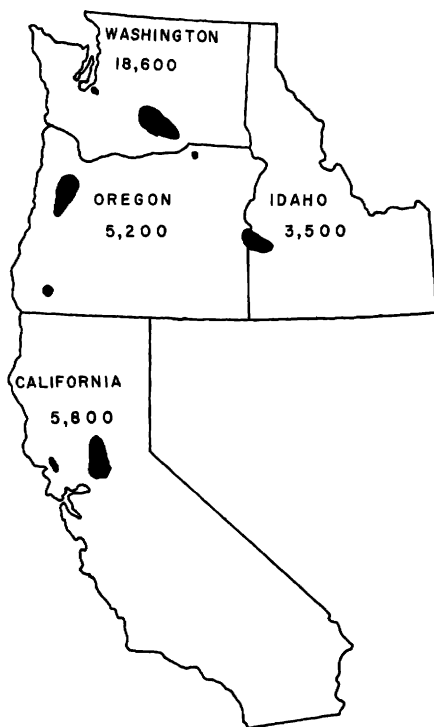 WASHINGTON
18,600
OREGON
5,200
IDAHO
3,500
CALIFORNIA
5,800